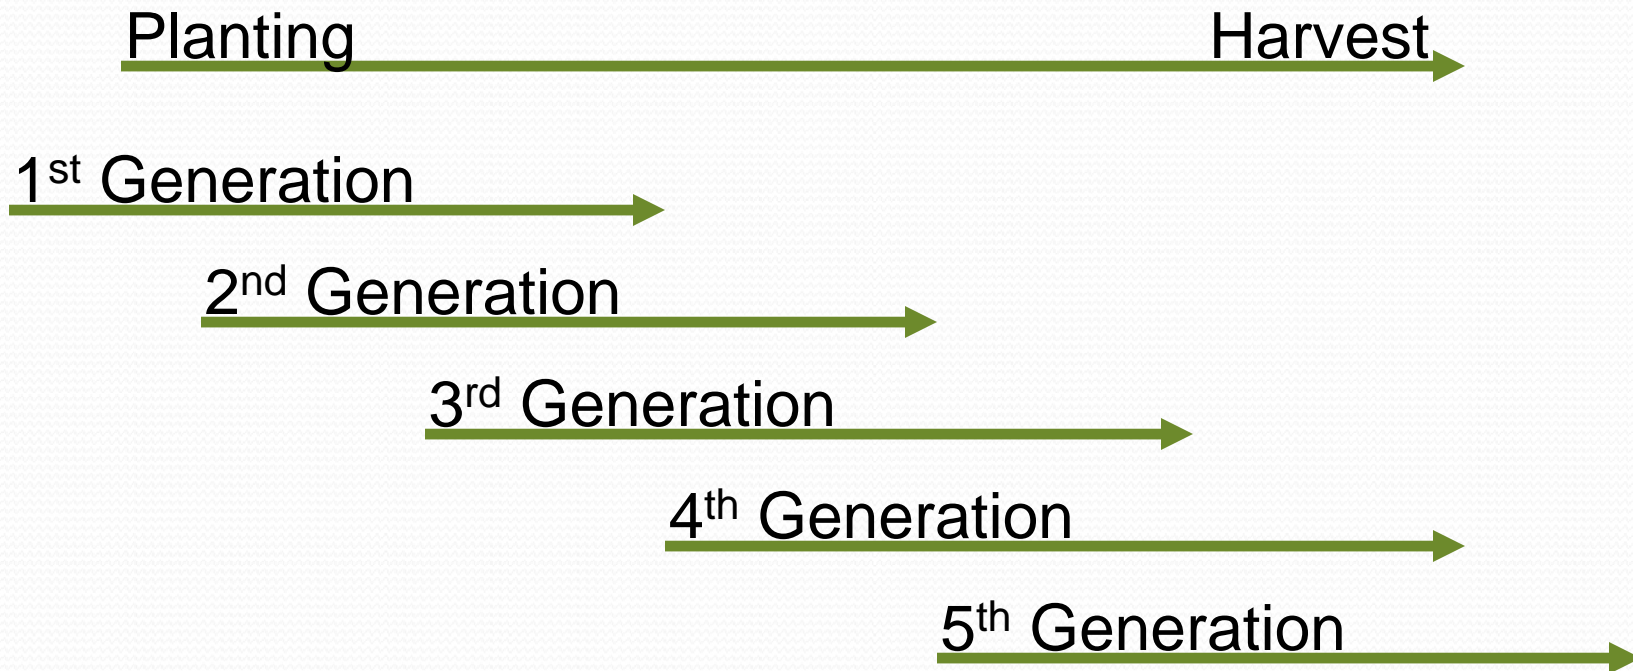 Planting Harvest
1st Generation
2nd Generation
3rd Generation
4th Generation
5th Generation